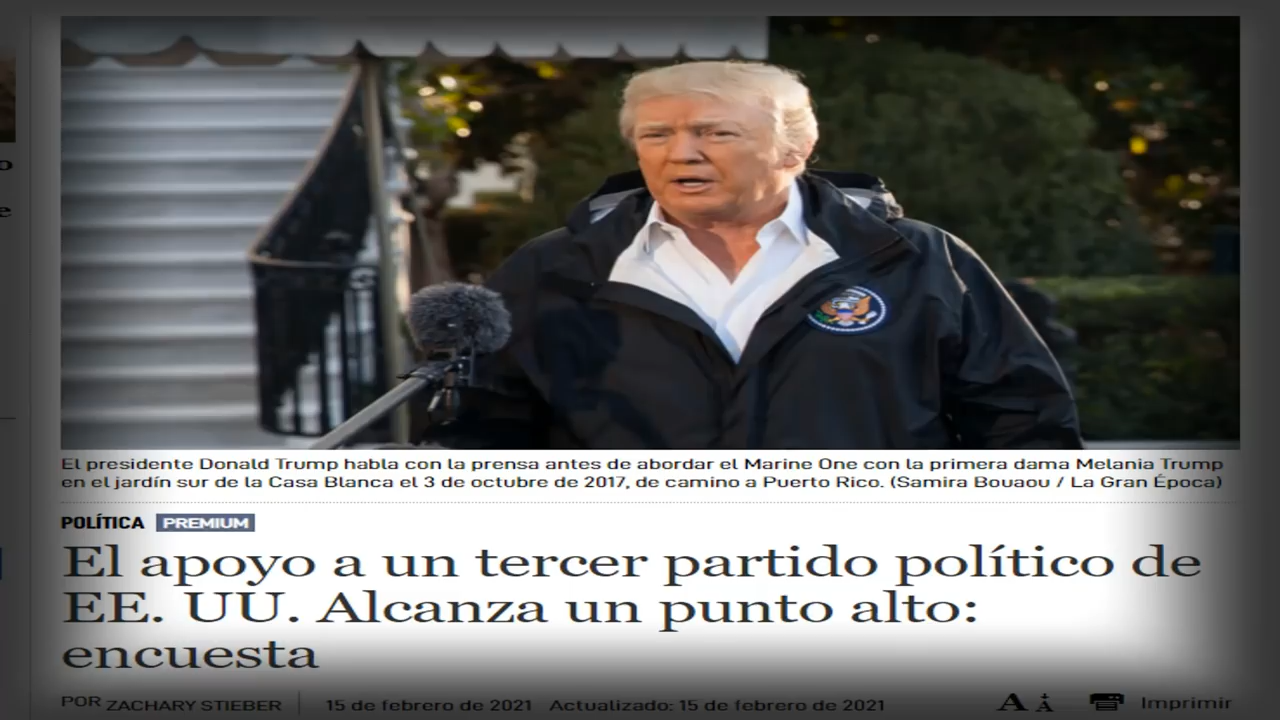 o
e
El presidente Donald Trump habla con la prensa antes de abordar el Marine One con la primera dama Melania Trump
en el jardín sur de la Casa Blanca el 3 de octubre de 2017, de camino a Puerto Rico. (Samira Bouaou / La Gran Época)
POLÍTICA PREMIUM
El apoyo a un tercer partido político de
EE. UU. Alcanza un punto alto:
encuesta
POR ZACHARY STIEBER 15 de febrero de 2021 Actualizado: 15 de febrero de 2021 A A Imprimir